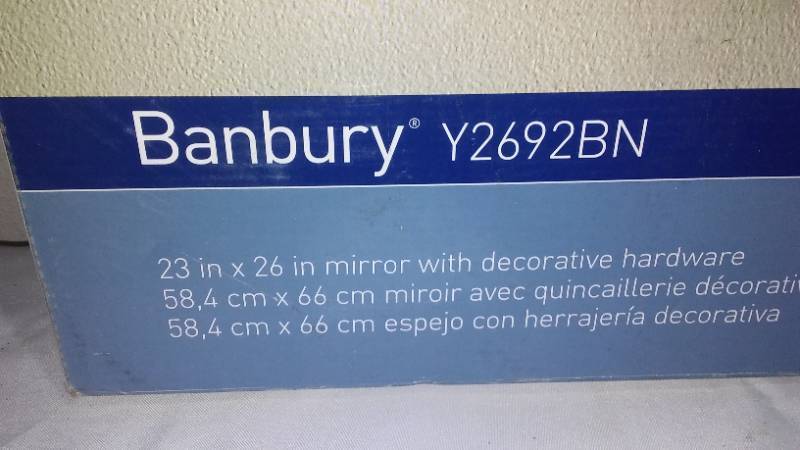 Banbury® Y2692BN
23 in x 26 in mirror with decorative hardware
58,4 cm x 66 cm miroir avec quincaillerie décorati
58,4 cm x 66 cm espejo con herrajería decorativa